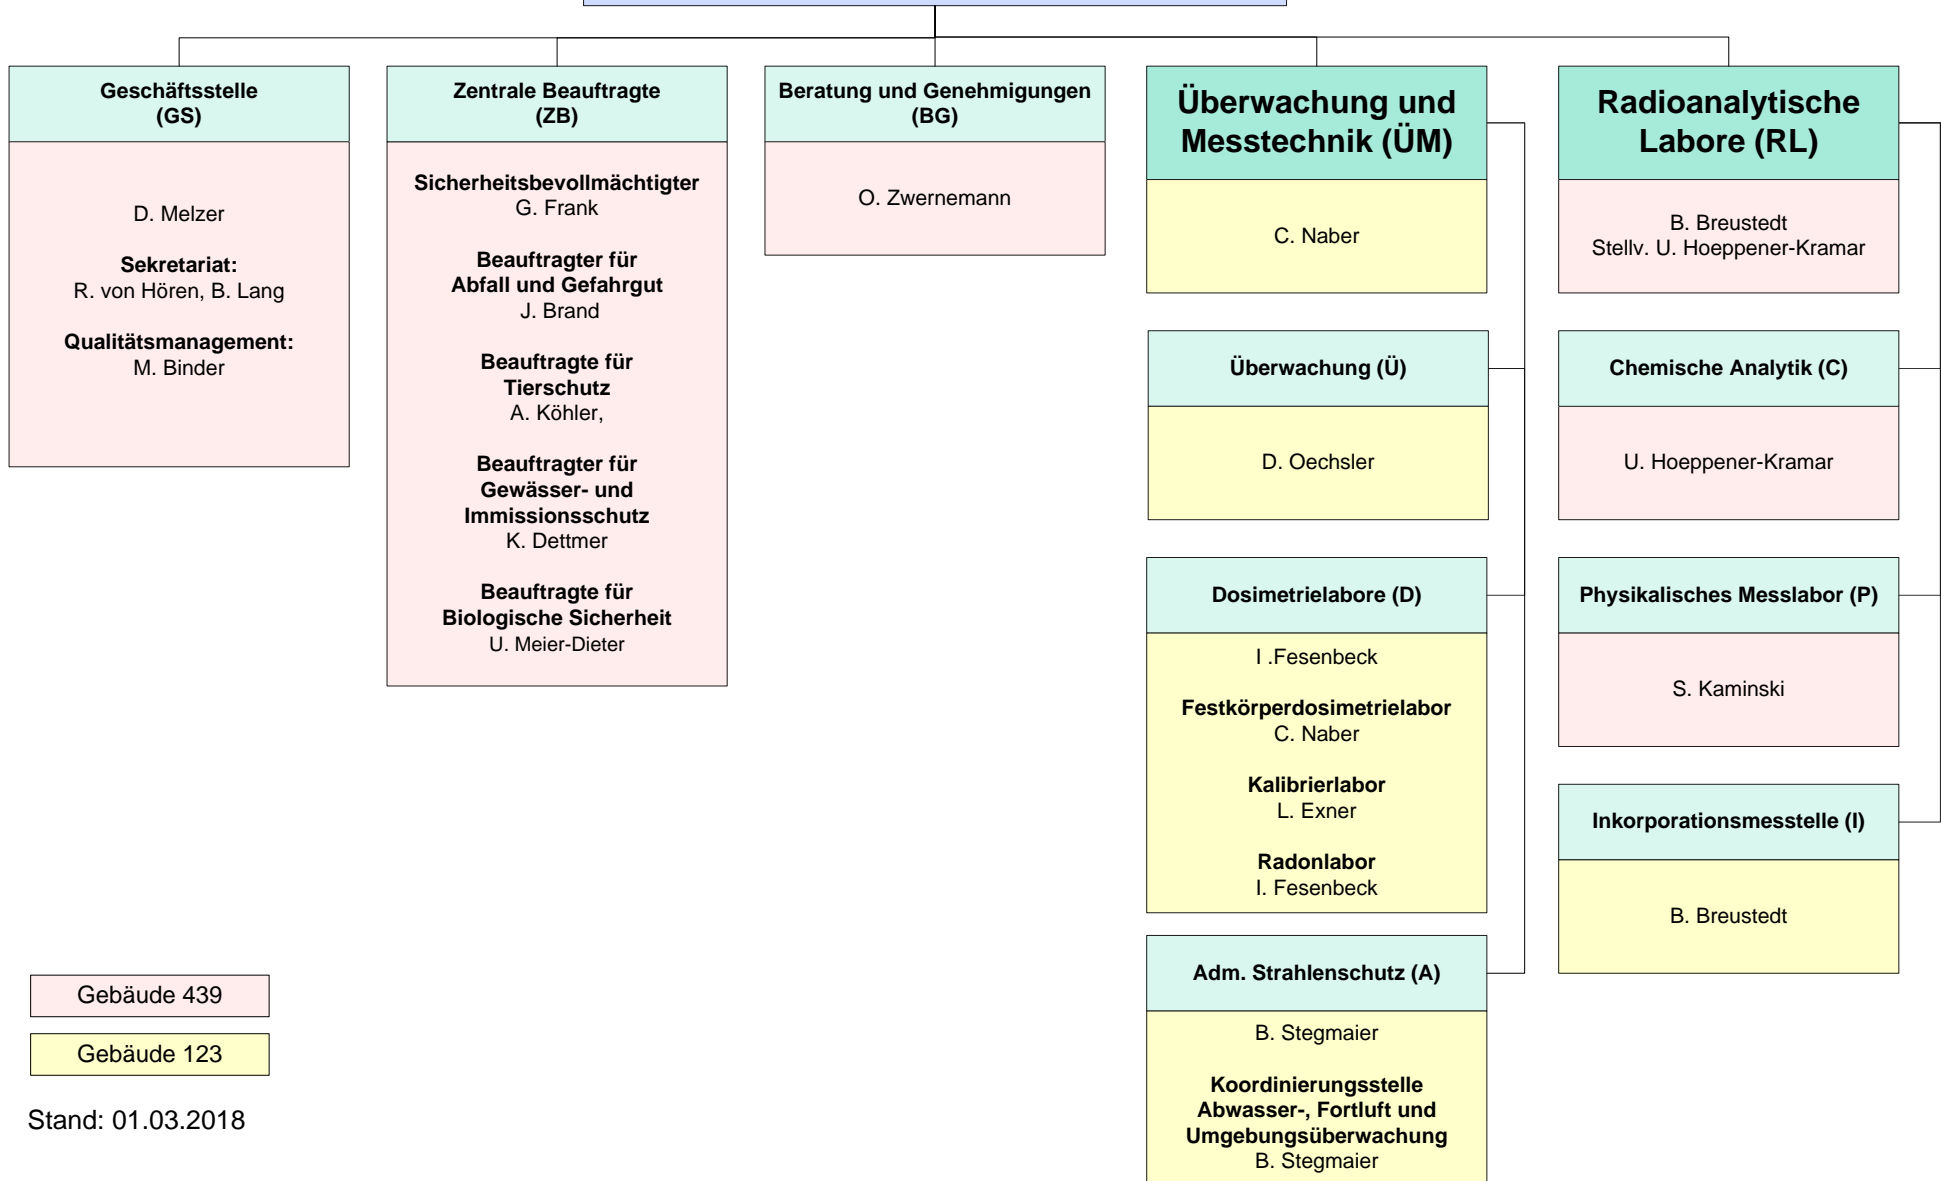 Geschäftsstelle
(GS)
D. Melzer
Sekretariat:
R. von Hören, B. Lang
Qualitätsmanagement:
M. Binder
Zentrale Beauftragte
(ZB)
Sicherheitsbevollmächtigter
G. Frank
Beauftragter für
Abfall und Gefahrgut
J. Brand
Beauftragte für
Tierschutz
A. Köhler,
Beauftragter für
Gewässer- und
Immissionsschutz
K. Dettmer
Beauftragte für
Biologische Sicherheit
U. Meier-Dieter
Beratung und Genehmigungen
(BG)
O. Zwernemann
Überwachung und
Messtechnik (ÜM)
C. Naber
Überwachung (Ü)
D. Oechsler
Dosimetrielabore (D)
I .Fesenbeck
Festkörperdosimetrielabor
C. Naber
Kalibrierlabor
L. Exner
Radonlabor
I. Fesenbeck
Adm. Strahlenschutz (A)
B. Stegmaier
Koordinierungsstelle
Abwasser-, Fortluft und
Umgebungsüberwachung
B. Stegmaier
Radioanalytische
Labore (RL)
B. Breustedt
Stellv. U. Hoeppener-Kramar
Chemische Analytik (C)
U. Hoeppener-Kramar
Physikalisches Messlabor (P)
S. Kaminski
Inkorporationsmesstelle (I)
B. Breustedt
Gebäude 439
Gebäude 123
Stand: 01.03.2018